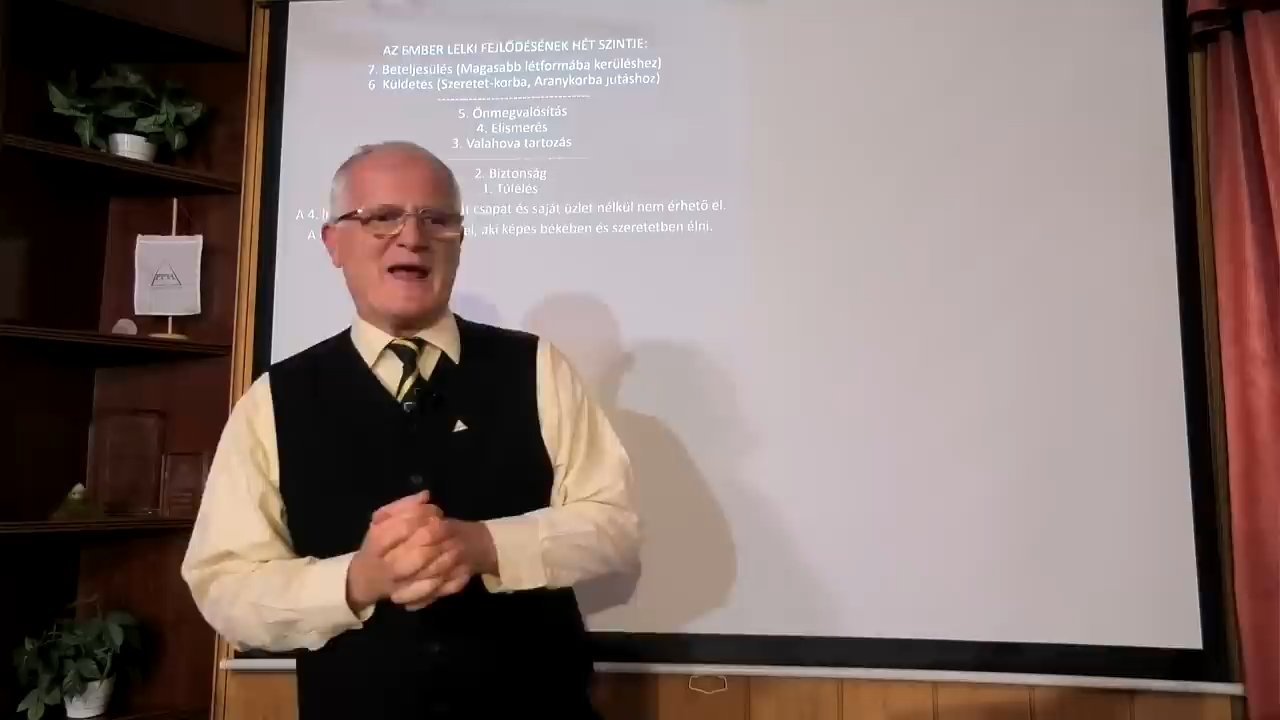 AZ EMBER LELKI FEJLŐDÉSÉNEK HÉT SZINTJE:
7. Beteljesülés (Magasabb létformába kerüléshez)
6 Küldetés (Szeretet-korba, Aranykorba jutáshoz)
5. Önmegvalósítás
4. Elismerés
3. Valahova tartozás
2. Biztonság
1. Túlélés
A 4. csapat és saját üzlet nélkül nem érhető el.
A aki képes békében és szeretetben élni.